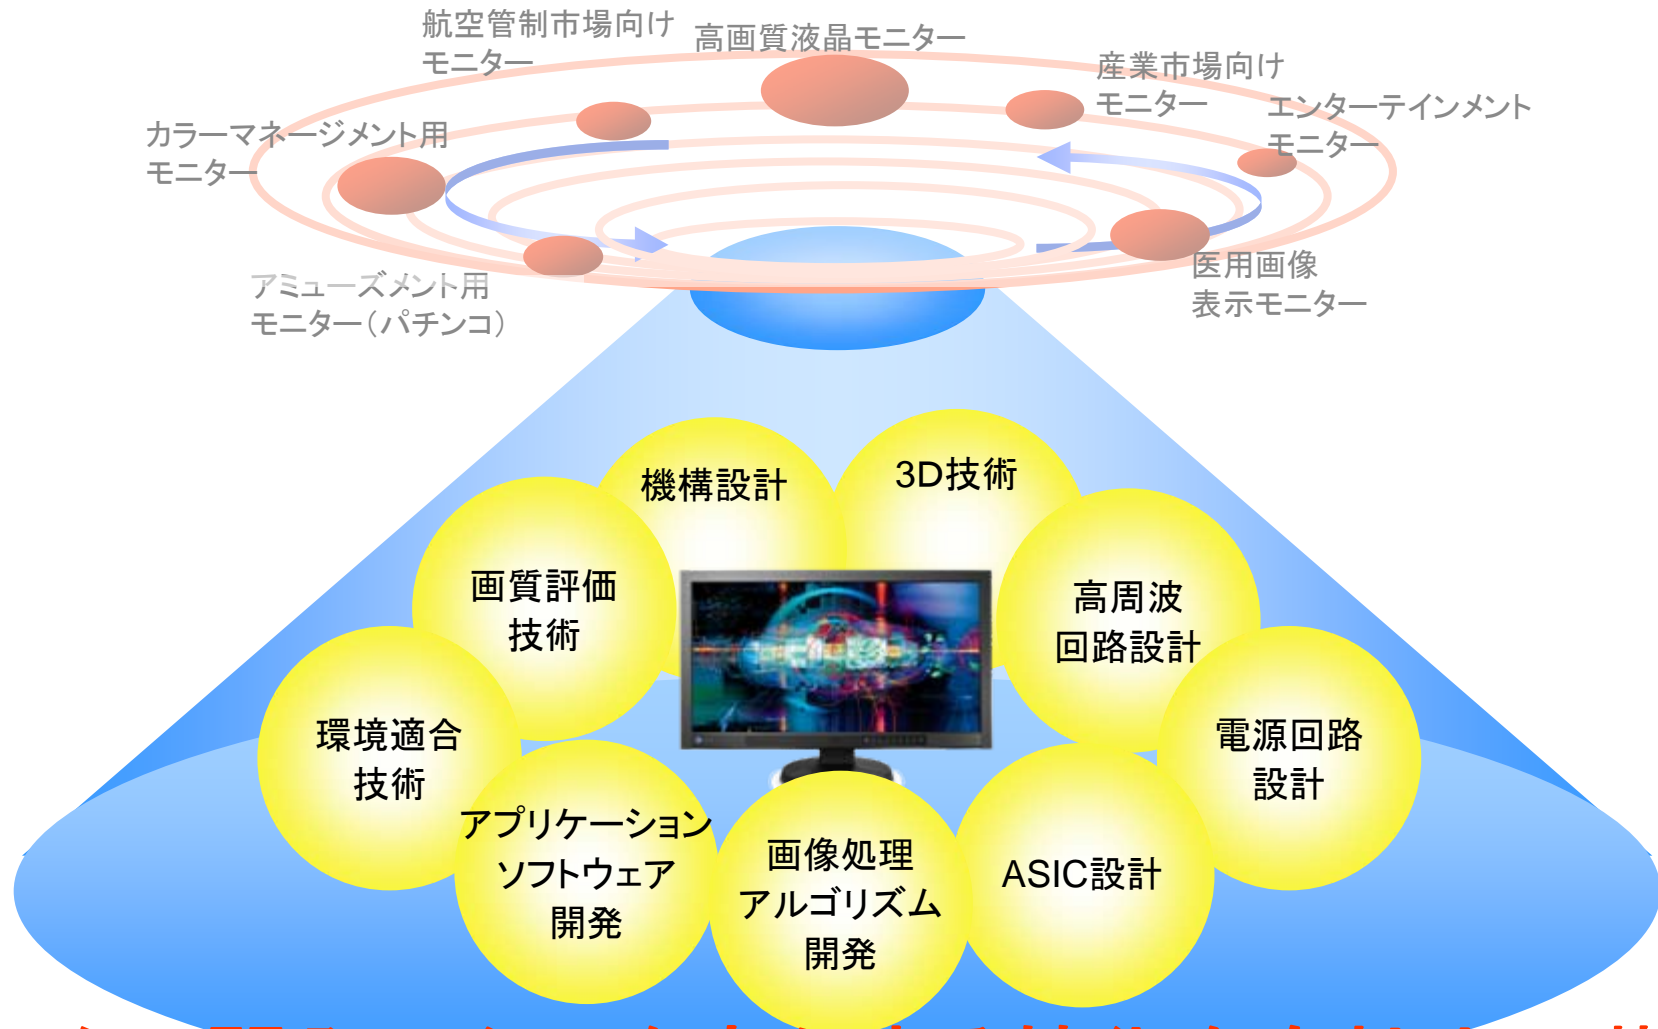 航空管制市場向け
モニター
高画質液晶モニター
産業市場向け
モニター
エンターテインメント
モニター
カラーマネージメント用
モニター
アミューズメント用
モニター（パチンコ）
医用画像
表示モニター
機構設計
3D技術
画質評価
技術
高周波
回路設計
環境適合
技術
電源回路
設計
アプリケーション
ソフトウェア
開発
画像処理
アルゴリズム
開発
ASIC設計